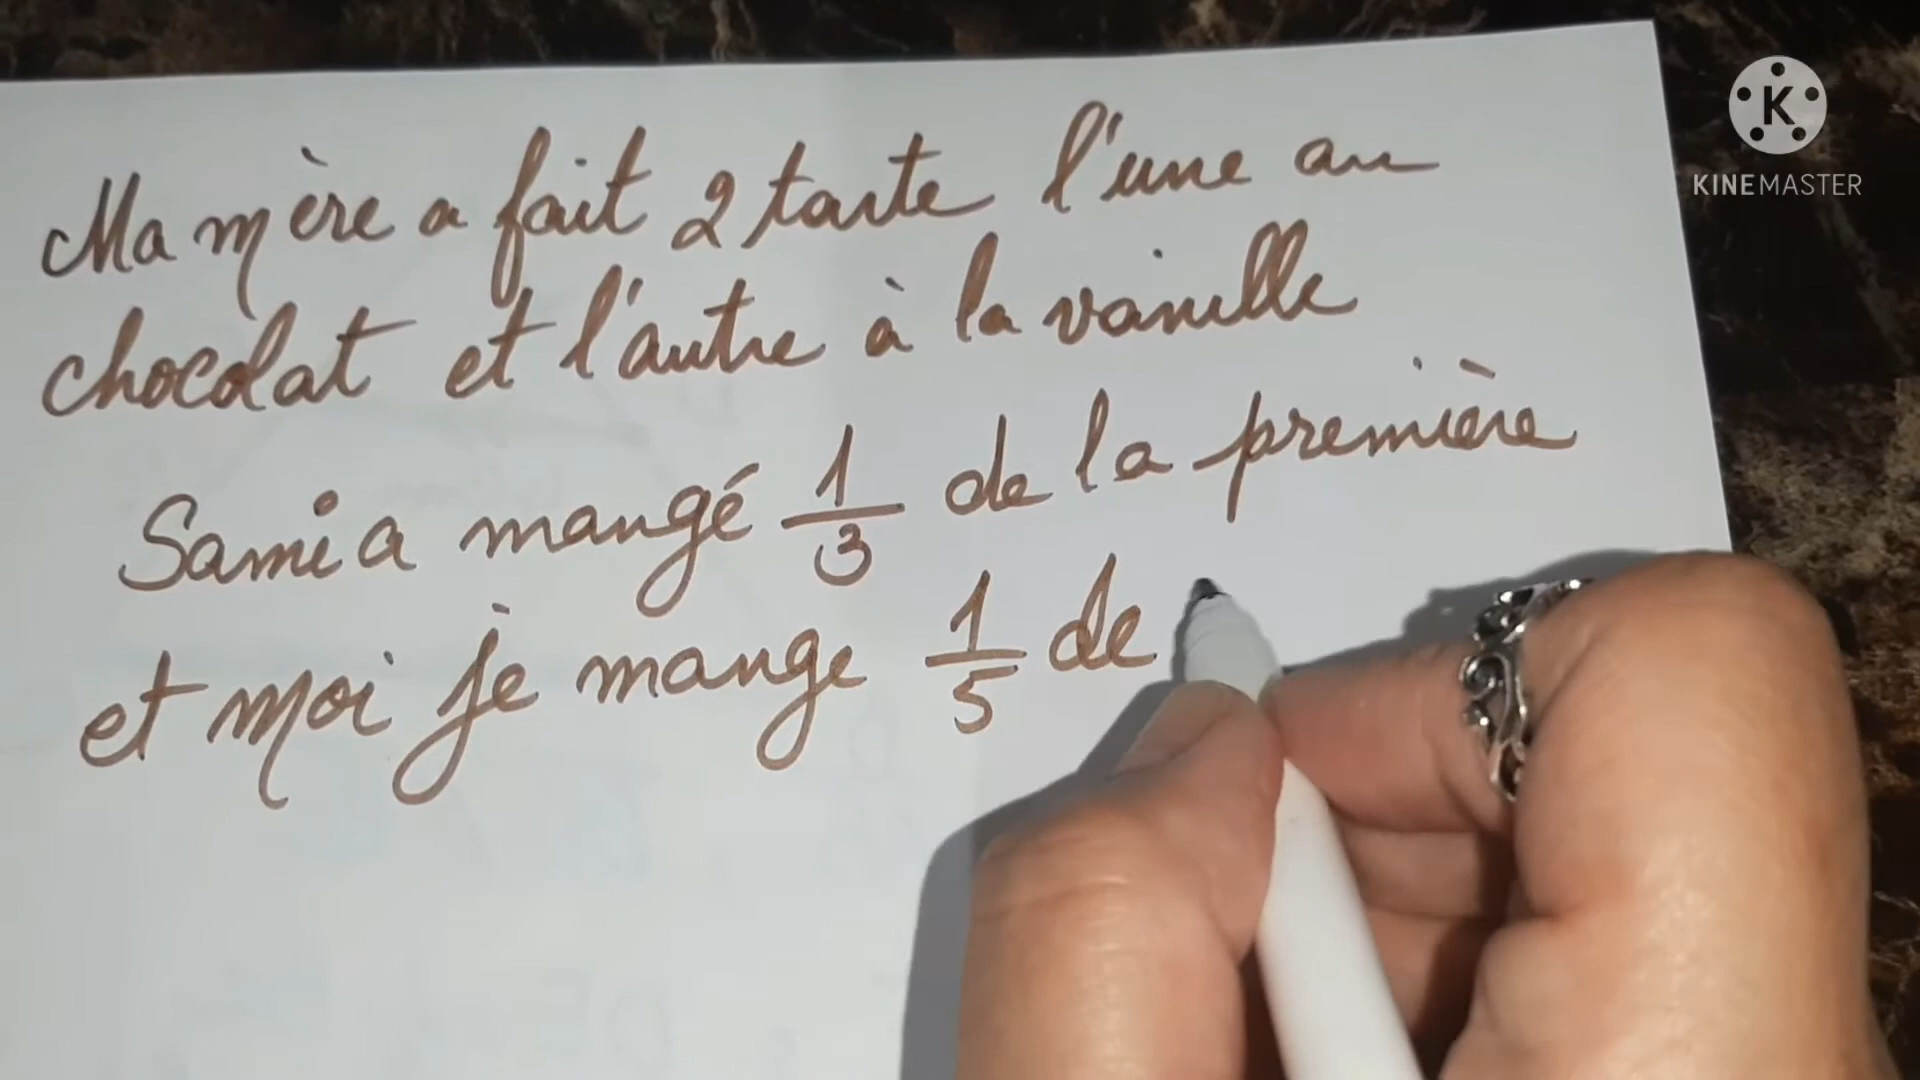 Ma mère a fait 2 tarte l'une au
chocolat et l'autre à la vanille
Sami a mangé 1/3 de la première
et moi je mange 1/5 de
K
KINEMASTER